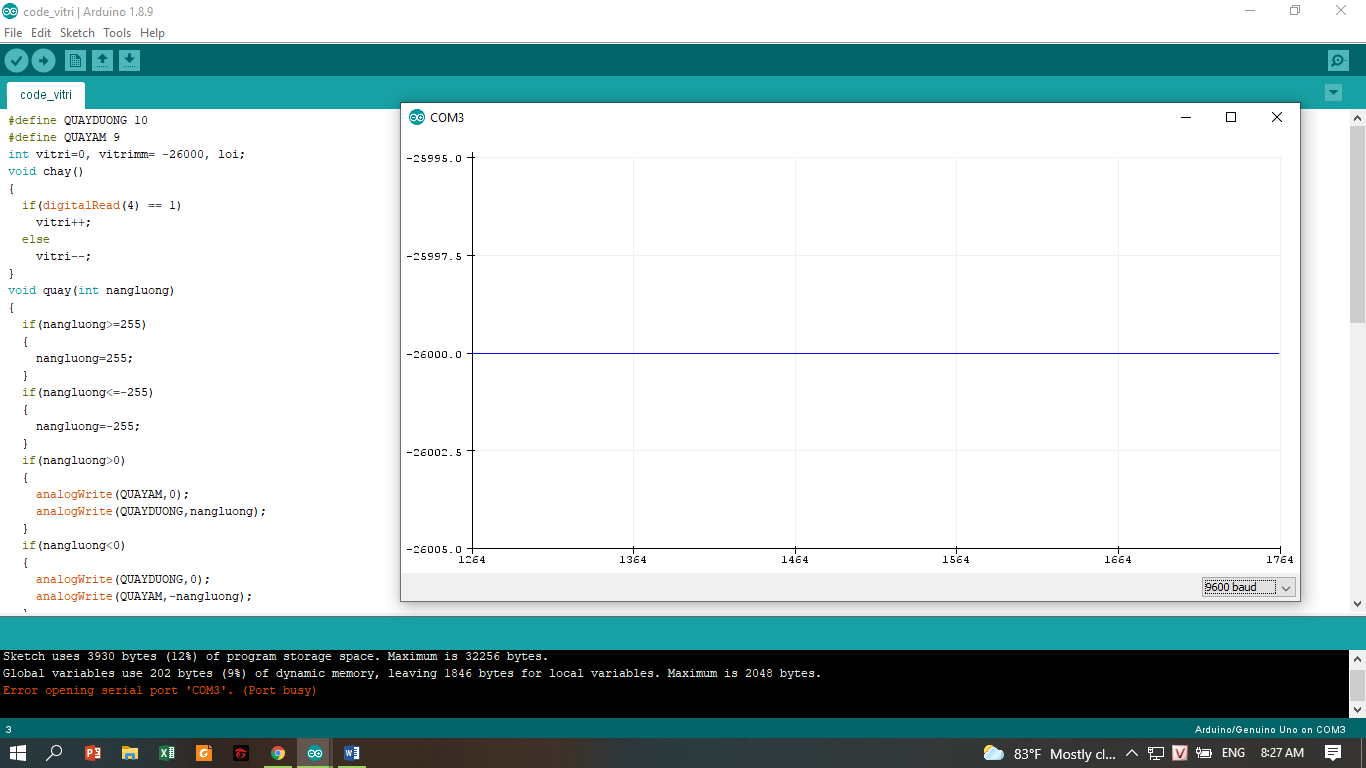 code_vitri | Arduino 1.8.9
File Edit Sketch Tools Help
code_vitri
#define QUAYDUONG 10
#define QUAYAM 9
int vitri=0, vitrimm= -26000, loi;
void chay()
{
if(digitalRead(4) == 1)
vitri++;
else
vitri--;
}
void quay(int nangluong)
{
if(nangluong>=255)
{
nangluong=255;
}
if(nangluong<=-255)
{
nangluong=-255;
}
if(nangluong>0)
{
analogWrite(QUAYAM,0);
analogWrite(QUAYDUONG,nangluong);
}
if(nangluong<0)
{
analogWrite(QUAYDUONG,0);
analogWrite(QUAYAM,-nangluong);
COM3
-25995.0
-25997.5
-26000.0
-26002.5
-26005.0
1264 1364 1464 1564 1664 1764
9600 baud
Sketch uses 3930 bytes (12%) of program storage space. Maximum is 32256 bytes.
Global variables use 202 bytes (9%) of dynamic memory, leaving 1846 bytes for local variables. Maximum is 2048 bytes.
Error opening serial port 'COM3'. (Port busy)
3 Arduino/Genuino Uno on COM3
83°F Mostly cl... ENG 8:27 AM